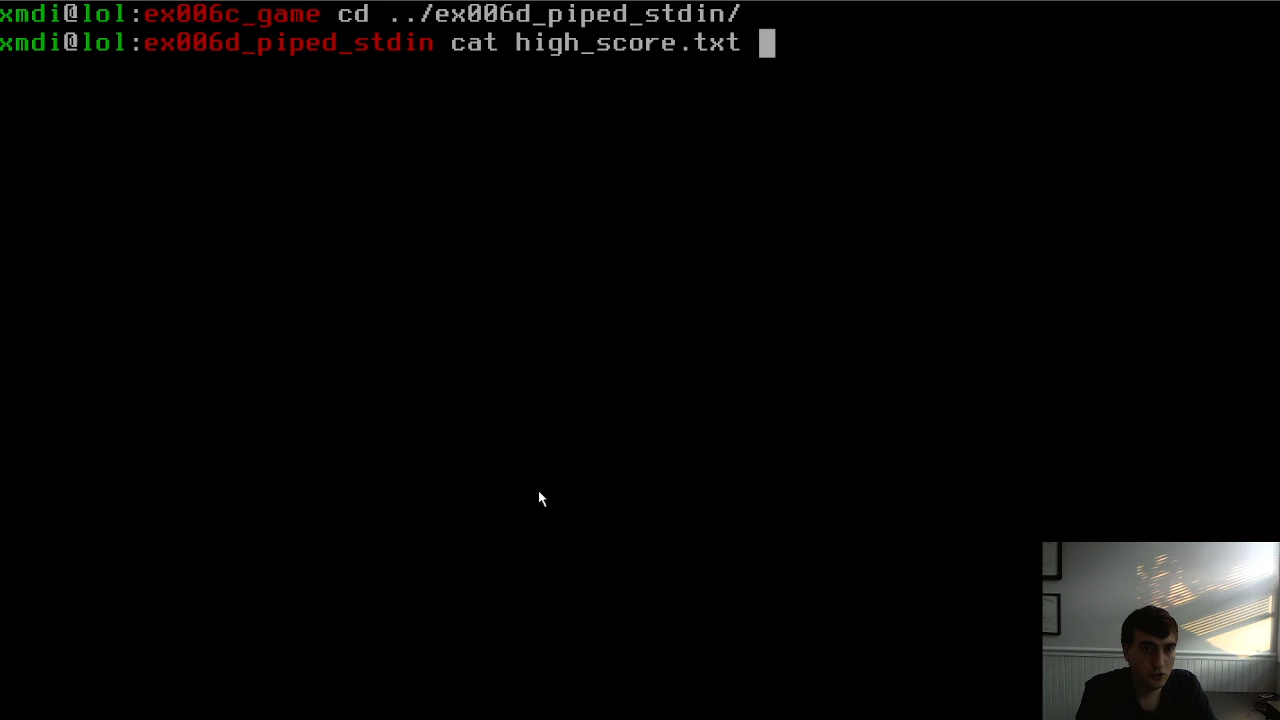 xmdi@lol:ex006c_game cd ../ex006d_piped_stdin/
xmdi@lol:ex006d_piped_stdin cat high_score.txt